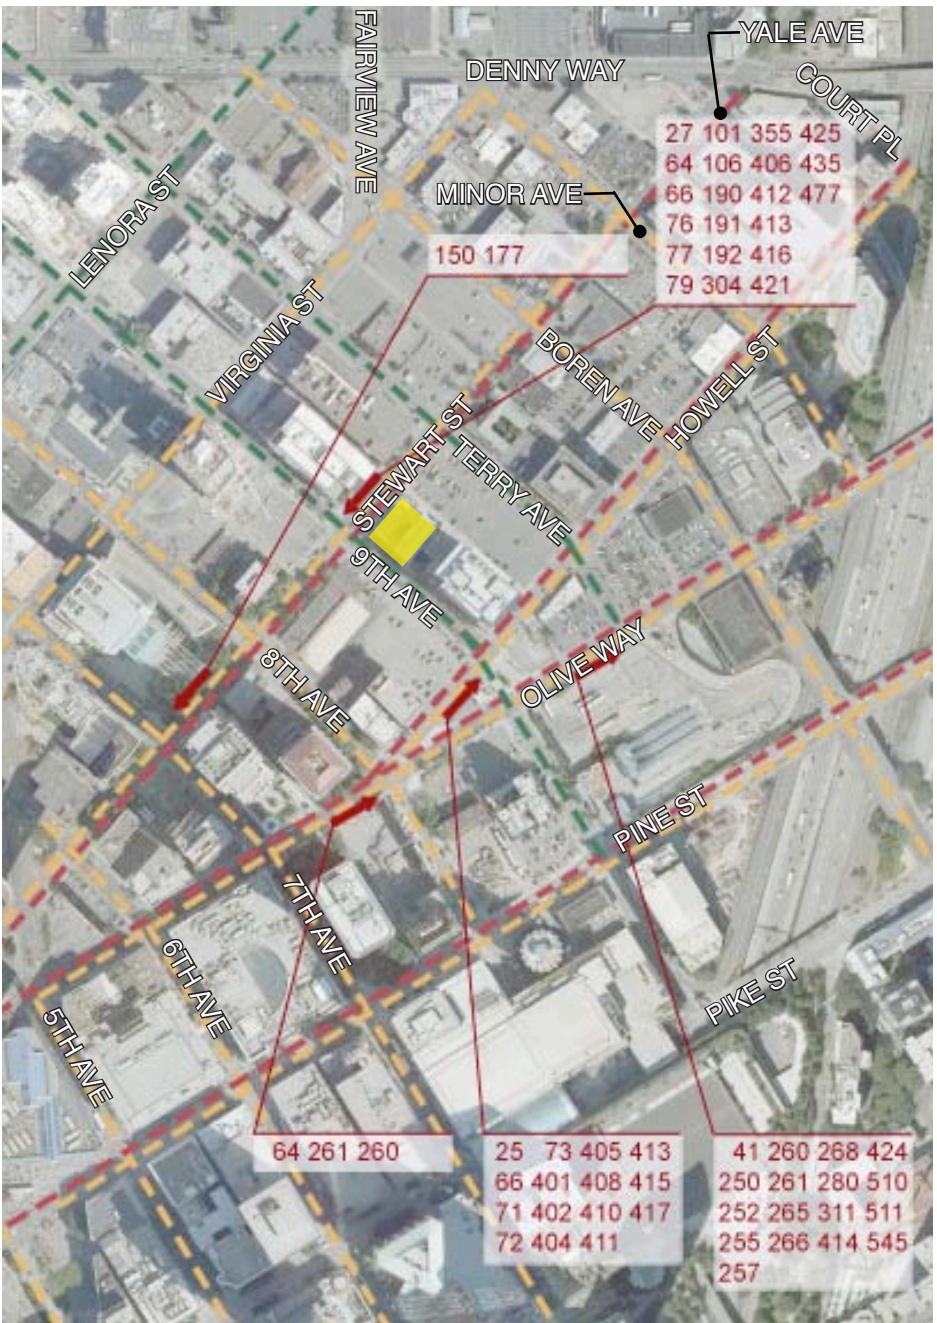 YALE AVE
FAIRVIEW AVE
DENNY WAY
COURT PL
27 101 355 425
64 106 406 435
66 190 412 477
76 191 413
77 192 416
79 304 421
MINOR AVE
LENORA ST
150 177
VIRGINIA ST
BOREN AVE
HOWELL ST
STEWART ST
TERRY AVE
9TH AVE
8TH AVE
OLIVE WAY
PINE ST
7TH AVE
6TH AVE
PIKE ST
5TH AVE
64 261 260
25 73 405 413
66 401 408 415
71 402 410 417
72 404 411
41 260 268 424
250 261 280 510
252 265 311 511
255 266 414 545
257